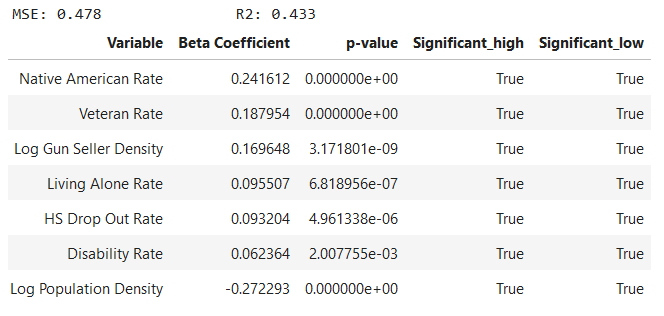 MSE: 0.478 R2: 0.433
Variable Beta Coefficient p-value Significant_high Significant_low
Native American Rate 0.241612 0.000000e+00 True True
Veteran Rate 0.187954 0.000000e+00 True True
Log Gun Seller Density 0.169648 3.171801e-09 True True
Living Alone Rate 0.095507 6.818956e-07 True True
HS Drop Out Rate 0.093204 4.961338e-06 True True
Disability Rate 0.062364 2.007755e-03 True True
Log Population Density -0.272293 0.000000e+00 True True